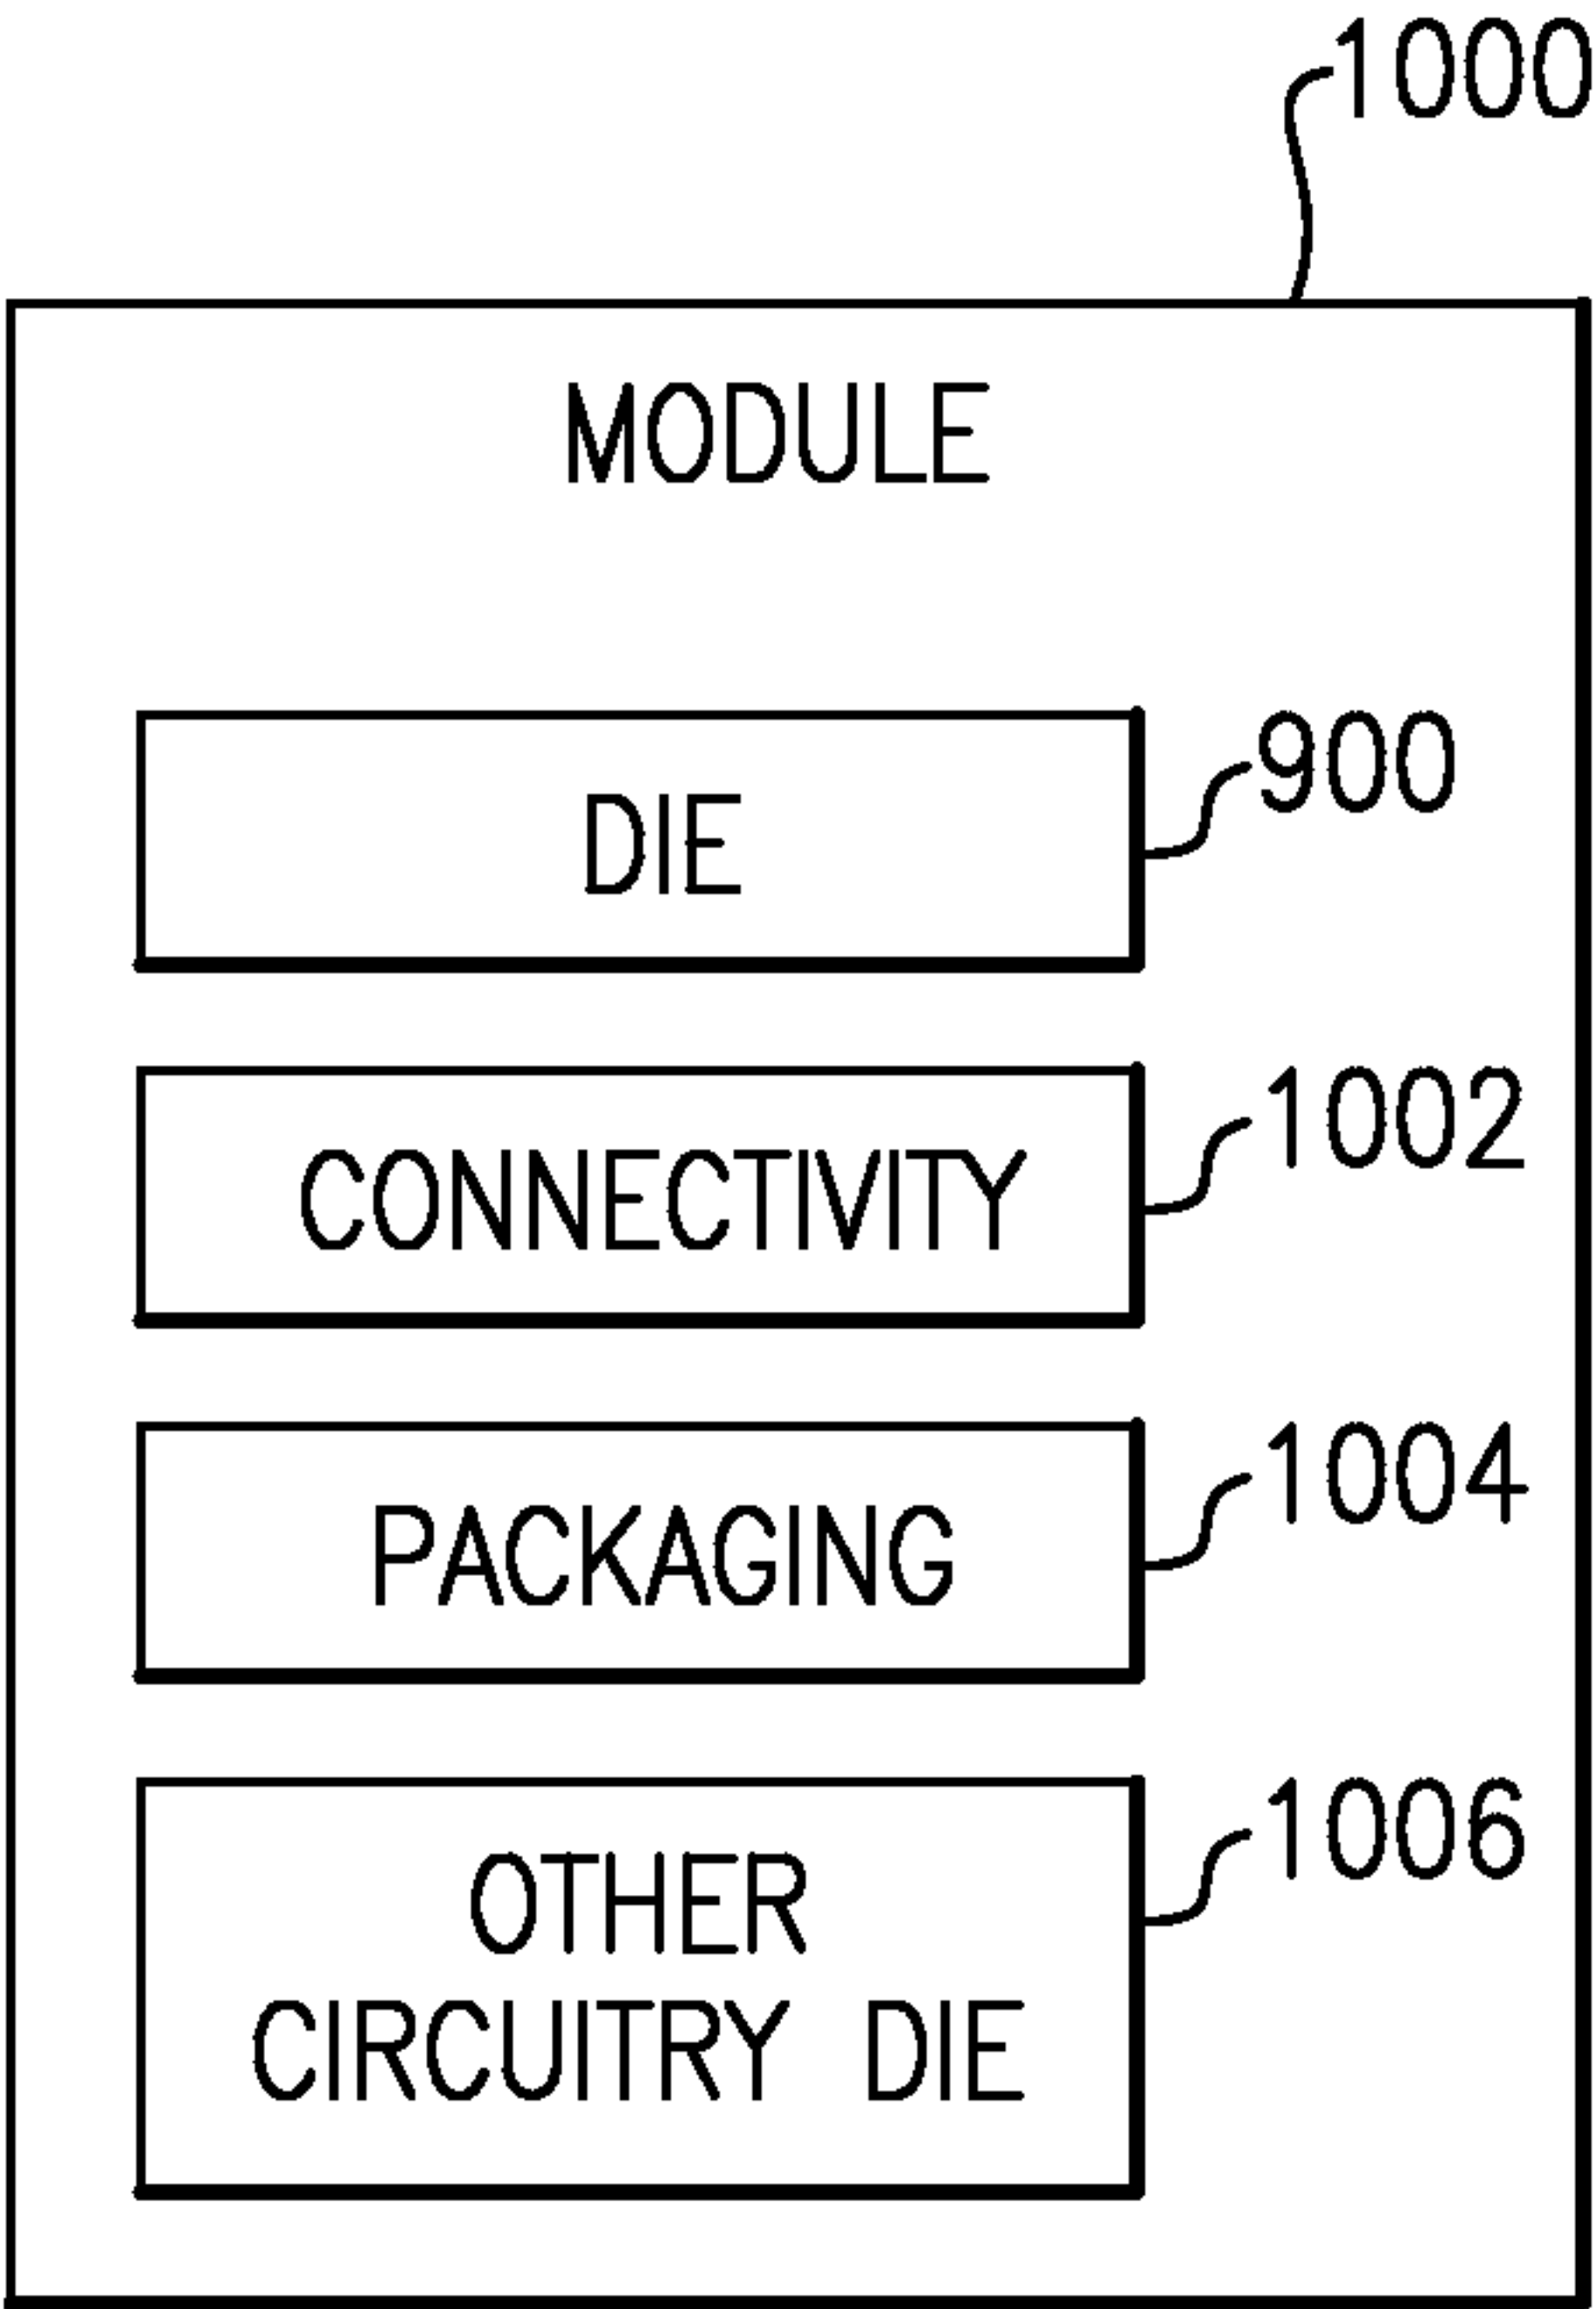 1000
MODULE
DIE
900
CONNECTIVITY
1002
PACKAGING
1004
OTHER
CIRCUITRY DIE
1006